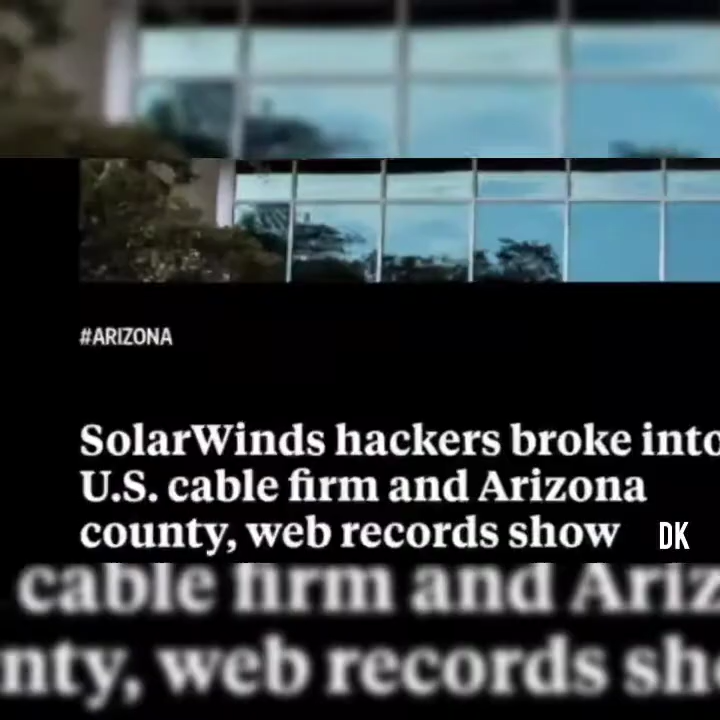 #ARIZONA
SolarWinds hackers broke into
U.S. cable firm and Arizona
county, web records show
DK
cable firm and Ariz
nty, web records sh